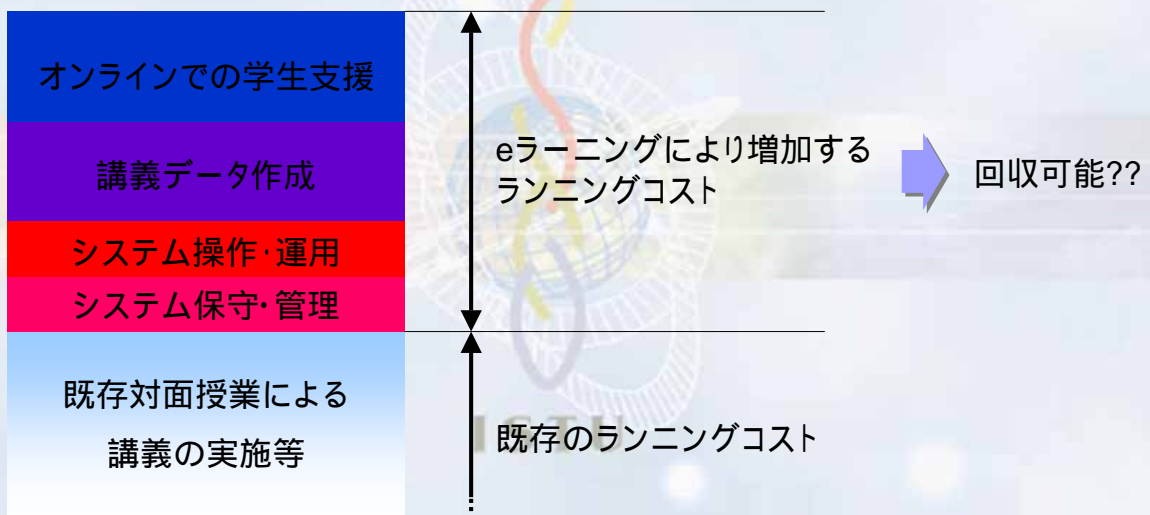 オンラインでの学生支援
講義データ作成
システム操作・運用
システム保守・管理
既存対面授業による
講義の実施等
eラーニングにより増加する
ランニングコスト
回収可能??
既存のランニングコスト
ISTU